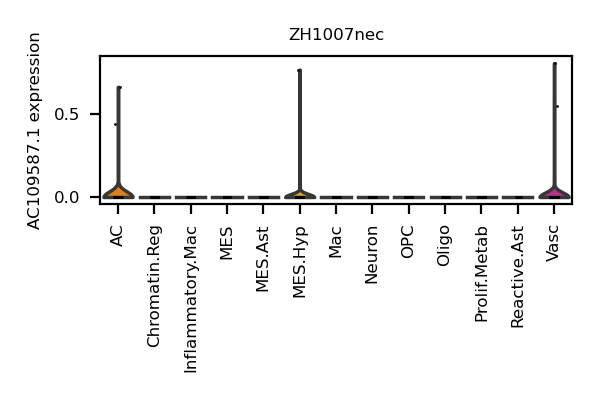 ZH1007nec
AC109587.1 expression
0.5
0.0
AC
Chromatin.Reg
Inflammatory.Mac
MES
MES.Ast
MES.Hyp
Mac
Neuron
OPC
Oligo
Prolif.Metab
Reactive.Ast
Vasc